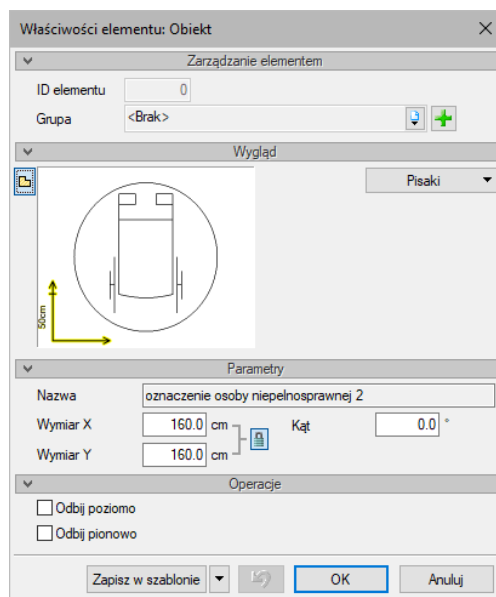 Właściwości elementu: Obiekt
Zarządzanie elementem
ID elementu 0
Grupa <Brak>
Wygląd
Pisaki
50cm
Parametry
Nazwa oznaczenie osoby niepelnosprawnej 2
Wymiar X 160.0 cm Kąt 0.0 °
Wymiar Y 160.0 cm
Operacje
Odbij poziomo
Odbij pionowo
Zapisz w szablonie OK Anuluj